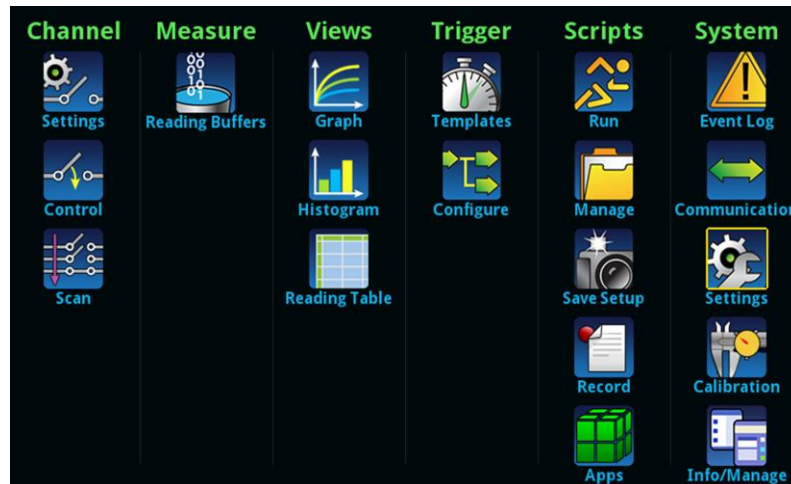 Channel Measure Views Trigger Scripts System
Settings Reading Buffers Graph Templates Run Event Log
Control Histogram Configure Manage Communication
Scan Reading Table Save Setup Settings
Record Calibration
Apps Info/Manage